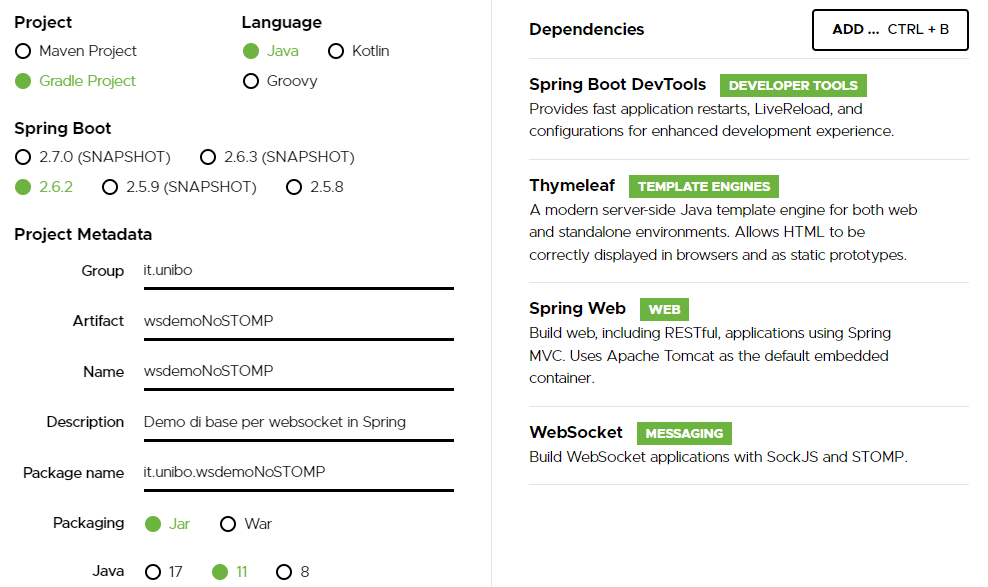 Project
Maven Project
Gradle Project
Language
Java Kotlin
Groovy
Spring Boot
2.7.0 (SNAPSHOT) 2.6.3 (SNAPSHOT)
2.6.2 2.5.9 (SNAPSHOT) 2.5.8
Project Metadata
Group it.unibo
Artifact wsdemoNoSTOMP
Name wsdemoNoSTOMP
Description Demo di base per websocket in Spring
Package name it.unibo.wsdemoNoSTOMP
Packaging Jar War
Java 17 11 8
Dependencies ADD ... CTRL + B
Spring Boot DevTools DEVELOPER TOOLS
Provides fast application restarts, LiveReload, and
configurations for enhanced development experience.
Thymeleaf TEMPLATE ENGINES
A modern server-side Java template engine for both web
and standalone environments. Allows HTML to be
correctly displayed in browsers and as static prototypes.
Spring Web WEB
Build web, including RESTful, applications using Spring
MVC. Uses Apache Tomcat as the default embedded
container.
WebSocket MESSAGING
Build WebSocket applications with SockJS and STOMP.